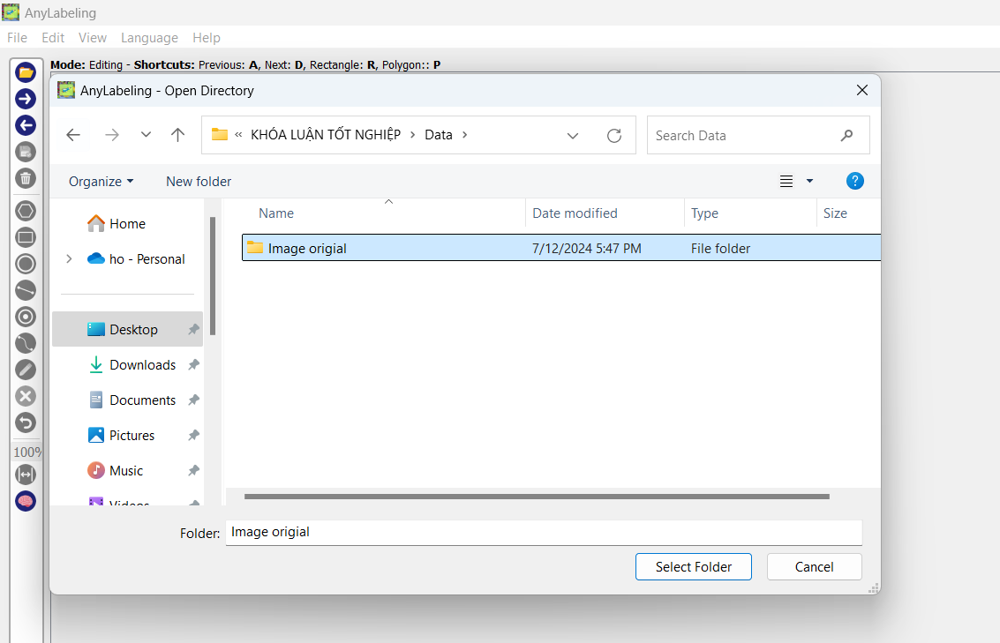 AnyLabeling
File Edit View Language Help
Mode: Editing - Shortcuts: Previous: A, Next: D, Rectangle: R, Polygon:: P
AnyLabeling - Open Directory
« KHÓA LUẬN TỐT NGHIỆP > Data >
Search Data
Organize New folder
?
Name Date modified Type Size
Home
Image origial 7/12/2024 5:47 PM File folder
ho - Personal
Desktop
Downloads
Documents
Pictures
100%
Music
Videos
Folder: Image origial
Select Folder Cancel